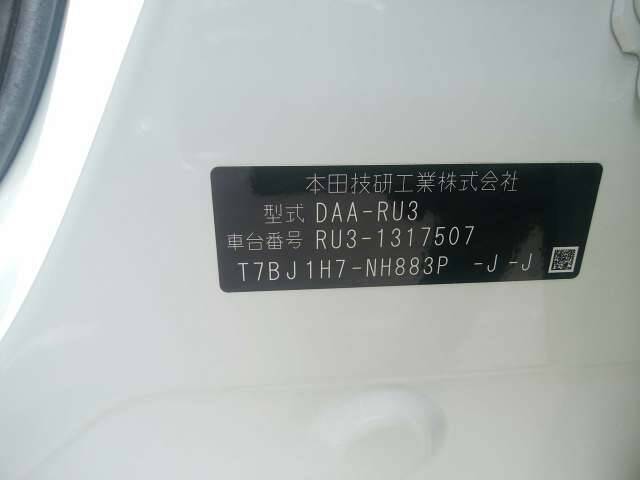 本田技研工業株式会社
型式 DAA-RU3
車台番号 RU3-1317507
T7BJ1H7-NH883P -J -J